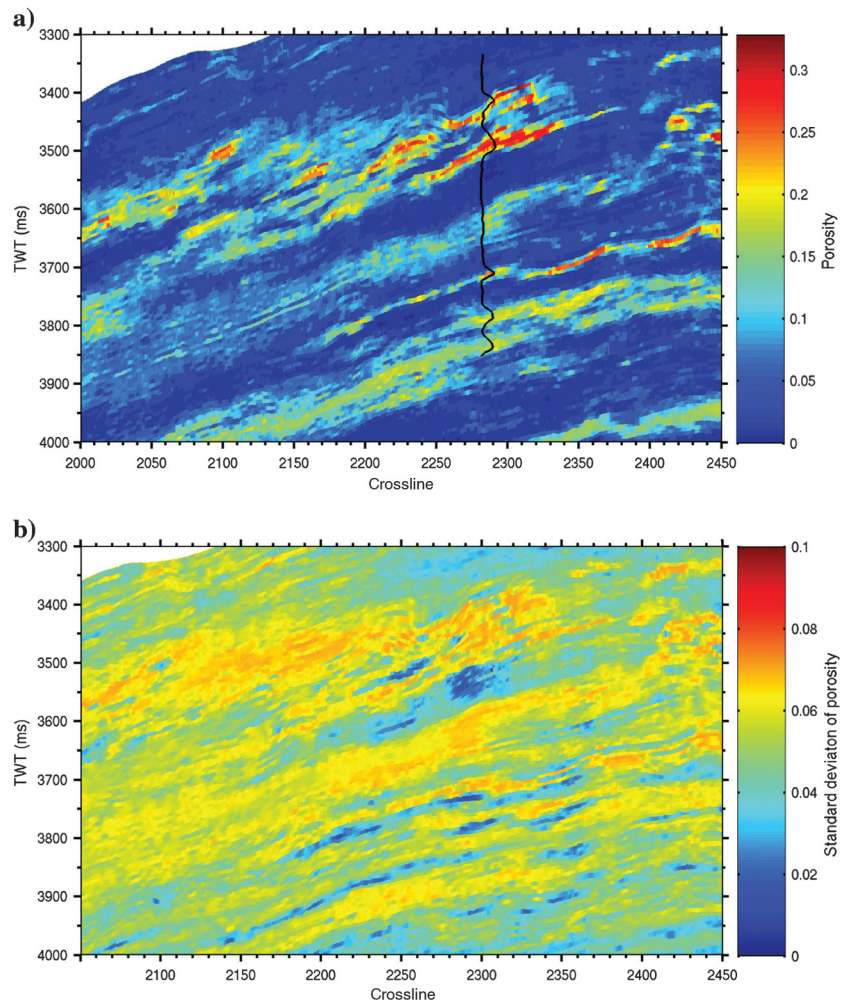 a)
3300
3400
3500
3600
3700
3800
3900
4000
TWT (ms)
2000 2050 2100 2150 2200 2250 2300 2350 2400 2450
Crossline
0.3
0.25
0.2
0.15
0.1
0.05
0
Porosity
b)
3300
3400
3500
3600
3700
3800
3900
4000
TWT (ms)
2100 2150 2200 2250 2300 2350 2400 2450
Crossline
0.1
0.08
0.06
0.04
0.02
0
Standard deviaton of porosity